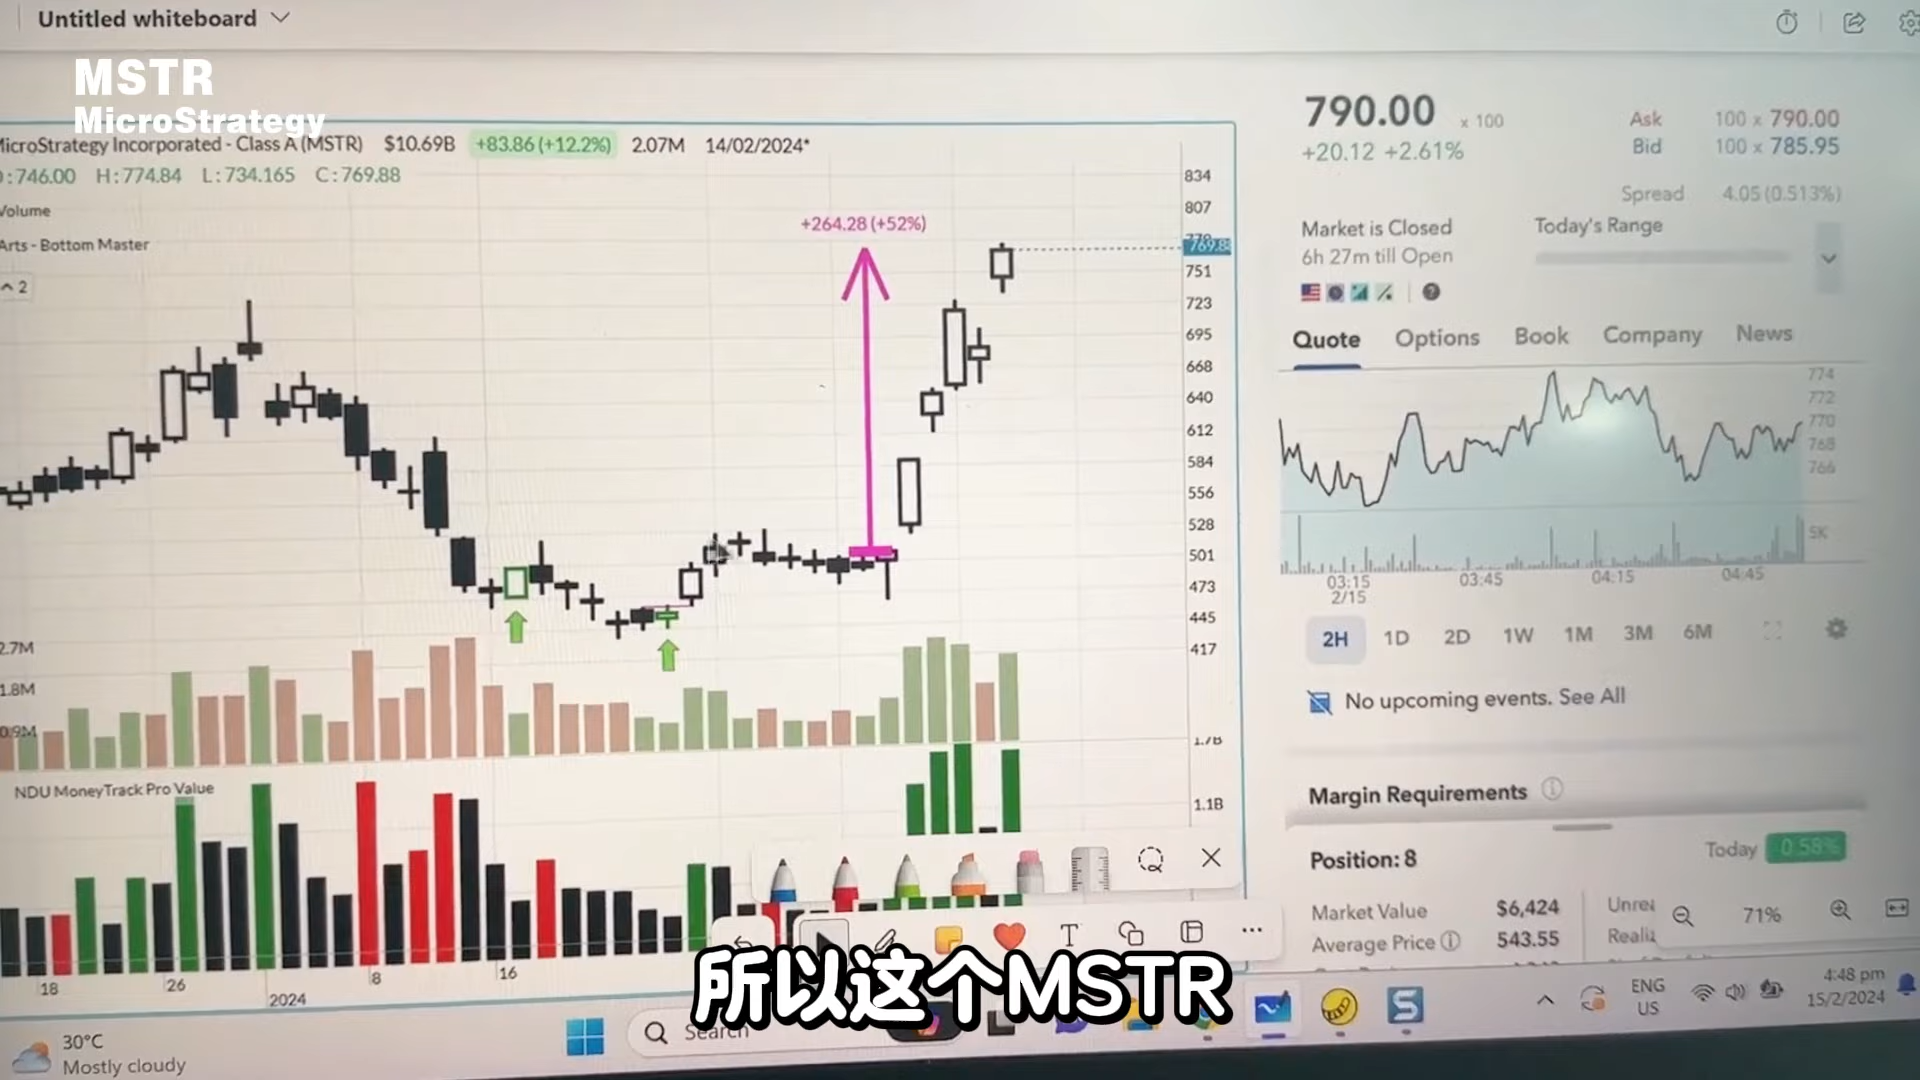 Untitled whiteboard
MSTR
MicroStrategy
MicroStrategy Incorporated - Class A (MSTR) $10.69B +83.86 (+12.2%) 2.07M 14/02/2024*
O:746.00 H:774.84 L:734.165 C:769.88
Volume
Arts - Bottom Master
2
+264.28 (+52%)
834
807
769.88
751
723
695
668
640
612
584
556
528
501
473
445
417
2.7M
1.8M
0.9M
1.7B
NDU MoneyTrack Pro Value
1.1B
18
26
2024
8
16
790.00 x 100
+20.12 +2.61%
Ask 100 x 790.00
Bid 100 x 785.95
Spread 4.05 (0.513%)
Market is Closed
6h 27m till Open
Today's Range
Quote Options Book Company News
774
772
770
768
766
5K
03:15 03:45 04:15 04:45
2/15
2H 1D 2D 1W 1M 3M 6M
No upcoming events. See All
Margin Requirements
Position: 8
Today 0.58%
Market Value $6,424
Average Price $543.55
71%
所以这个MSTR
30°C
Mostly cloudy
Search
ENG
US
4:48 pm
15/2/2024